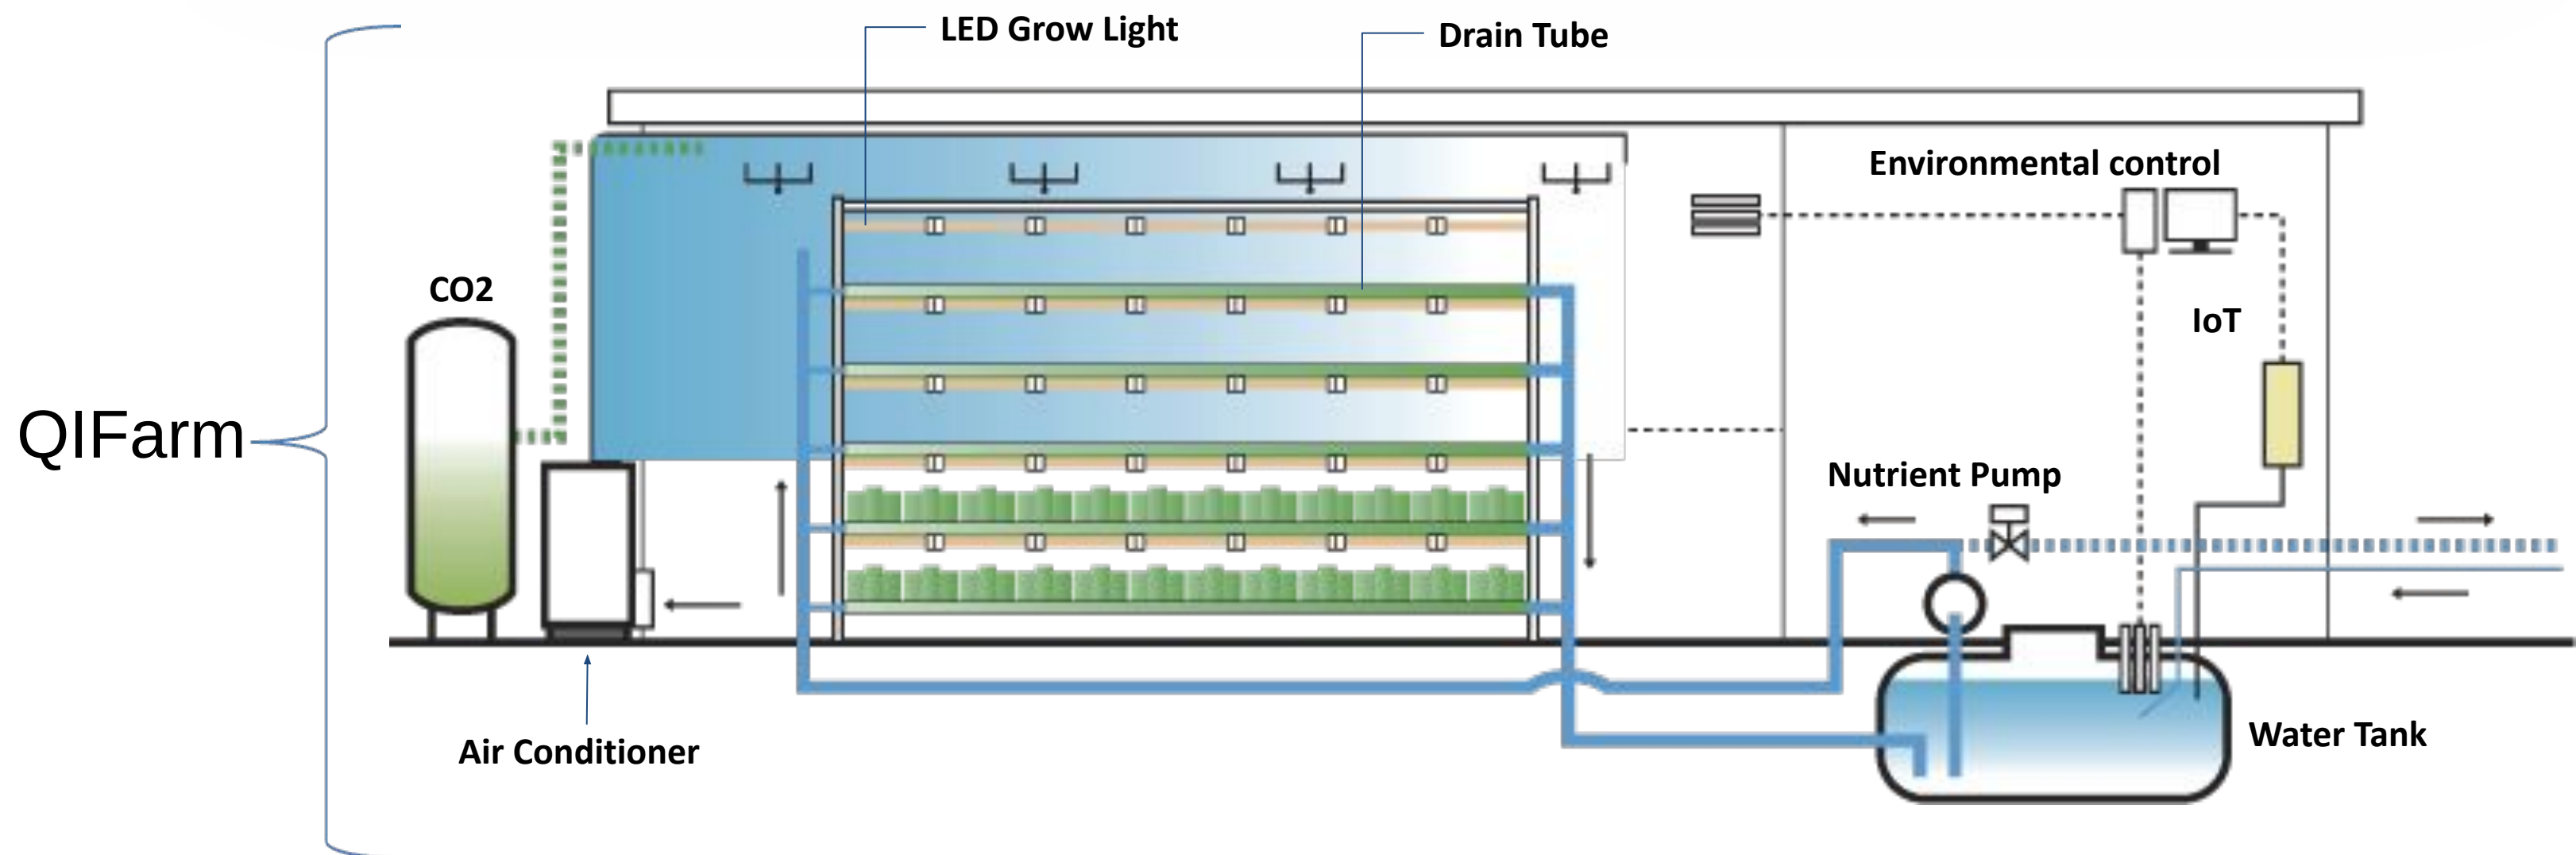 LED Grow Light
Drain Tube
Environmental control
CO2
IoT
QIFarm
Nutrient Pump
Water Tank
Air Conditioner